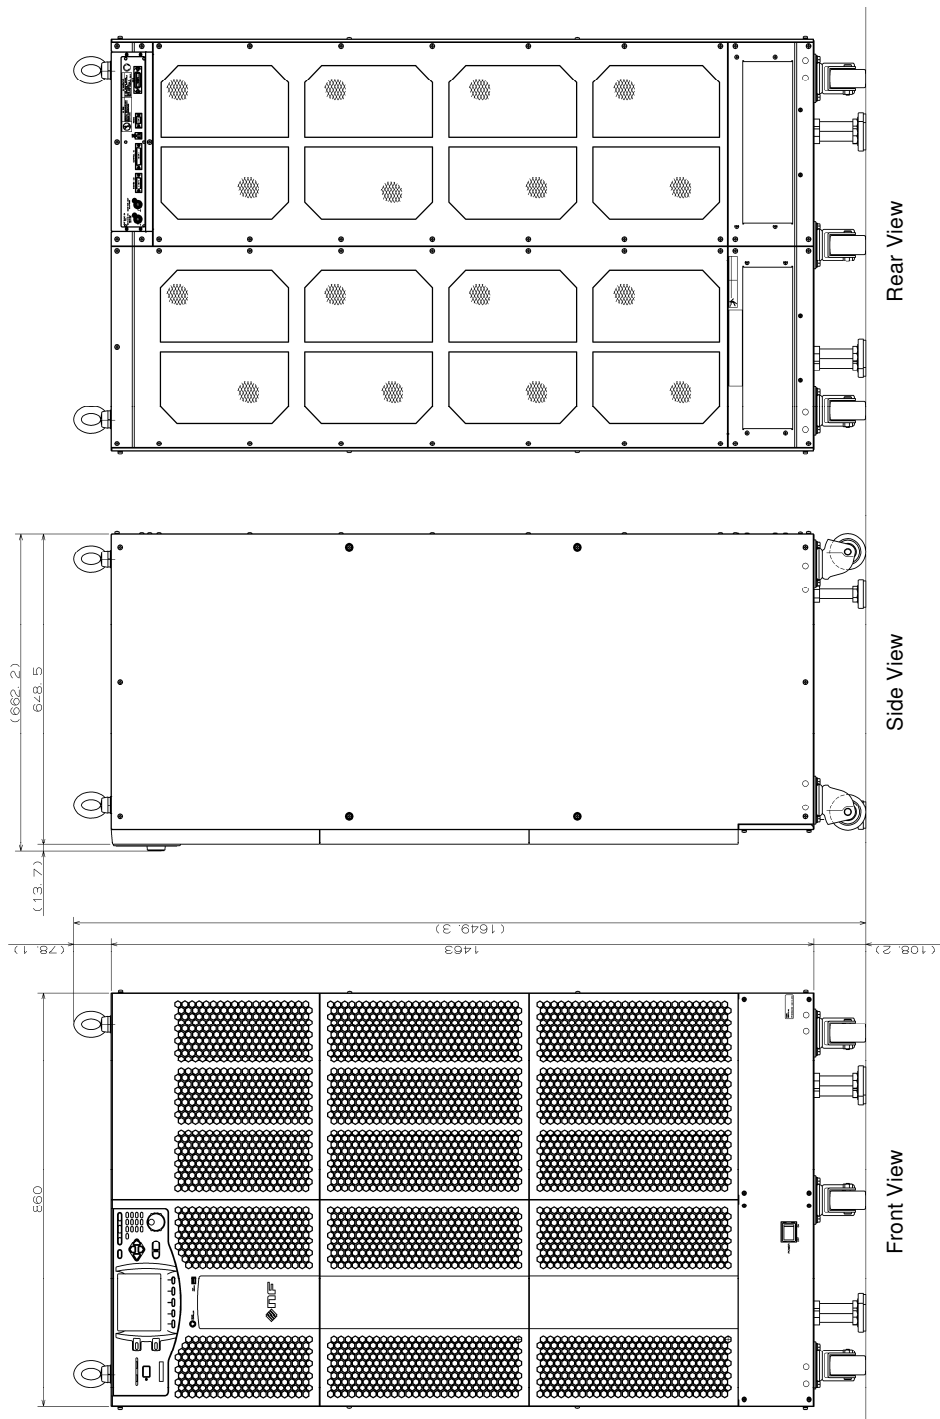 Rear View
(662.2)
648.5
Side View
(13.7)
(1649.3)
(78.1)
1463
(108.2)
860
nF
Front View